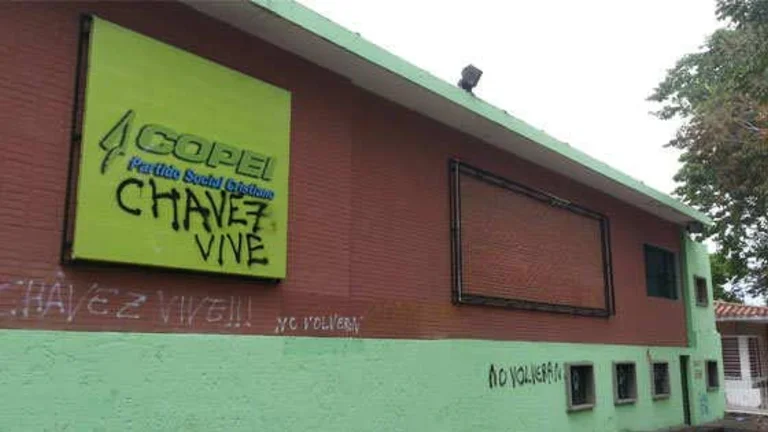 COPEI
Partido Social Cristiano
CHAVEZ
VIVE
CHAVEZ VIVE!!!
NO VOLVERAN
NO VOLVERAN